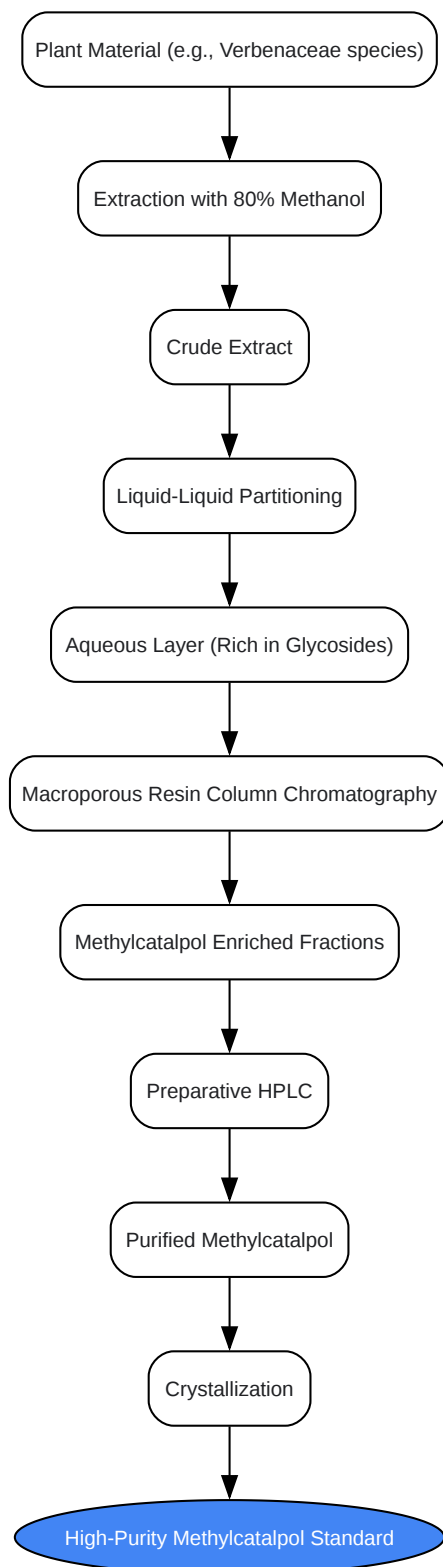 Plant Material (e.g., Verbenaceae species)
Extraction with 80% Methanol
Crude Extract
Liquid-Liquid Partitioning
Aqueous Layer (Rich in Glycosides)
Macroporous Resin Column Chromatography
Methylcatalpol Enriched Fractions
Preparative HPLC
Purified Methylcatalpol
Crystallization
High-Purity Methylcatalpol Standard